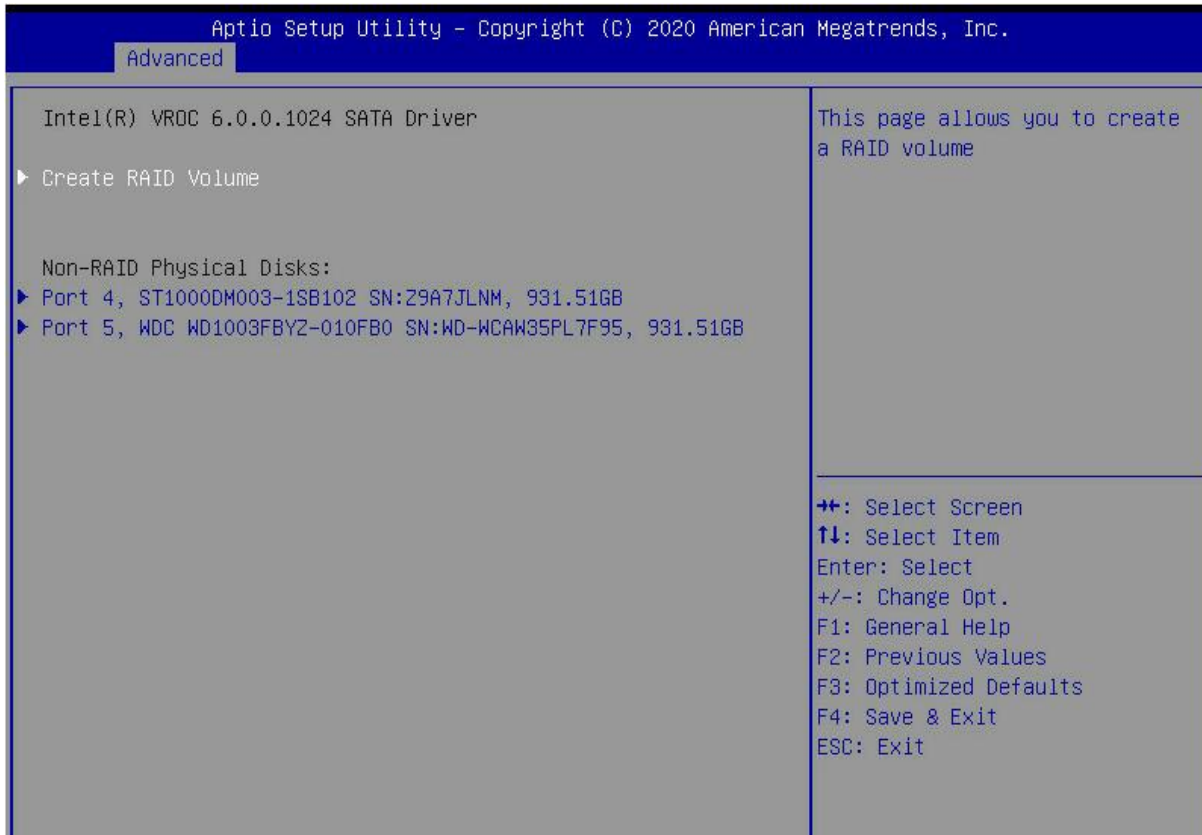 Aptio Setup Utility – Copyright (C) 2020 American Megatrends, Inc.
Advanced
Intel(R) VROC 6.0.0.1024 SATA Driver
▶ Create RAID Volume
Non-RAID Physical Disks:
▶ Port 4, ST1000DM003-1SB102 SN:Z9A7JLNM, 931.51GB
▶ Port 5, WDC WD1003FBYZ-010FB0 SN:WD-WCAW35PL7F95, 931.51GB
This page allows you to create
a RAID volume
→←: Select Screen
↑↓: Select Item
Enter: Select
+/-: Change Opt.
F1: General Help
F2: Previous Values
F3: Optimized Defaults
F4: Save & Exit
ESC: Exit